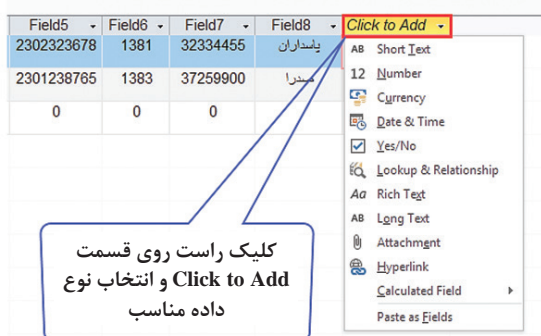 Field5 Field6 Field7 Field8 Click to Add
2302323678 1381 32334455 پاسداران
2301238765 1383 37259900 صدرا
0 0 0
AB Short Text
12 Number
Currency
Date & Time
Yes/No
Lookup & Relationship
Aa Rich Text
AB Long Text
Attachment
Hyperlink
Calculated Field
Paste as Fields
کلیک راست روی قسمت
Click to Add و انتخاب نوع
داده مناسب